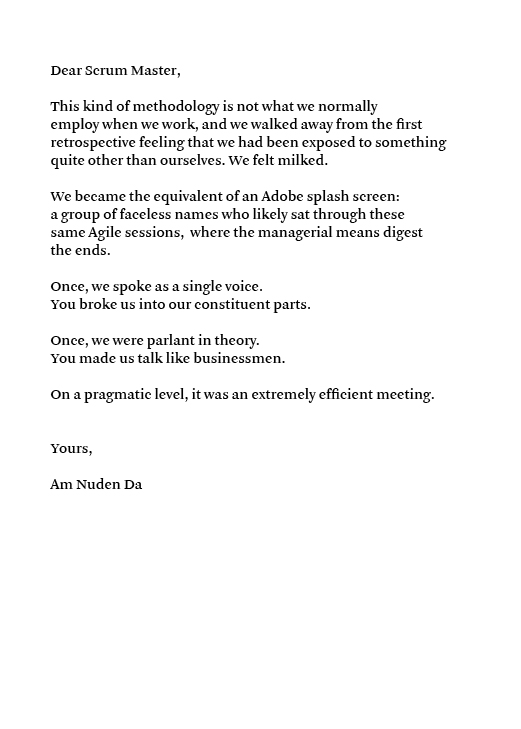 Dear Scrum Master,
This kind of methodology is not what we normally
employ when we work, and we walked away from the first
retrospective feeling that we had been exposed to something
quite other than ourselves. We felt milked.
We became the equivalent of an Adobe splash screen:
a group of faceless names who likely sat through these
same Agile sessions,  where the managerial means digest
the ends.
Once, we spoke as a single voice.
You broke us into our constituent parts.
Once, we were parlant in theory.
You made us talk like businessmen.
On a pragmatic level, it was an extremely efficient meeting.
Yours,
Am Nuden Da